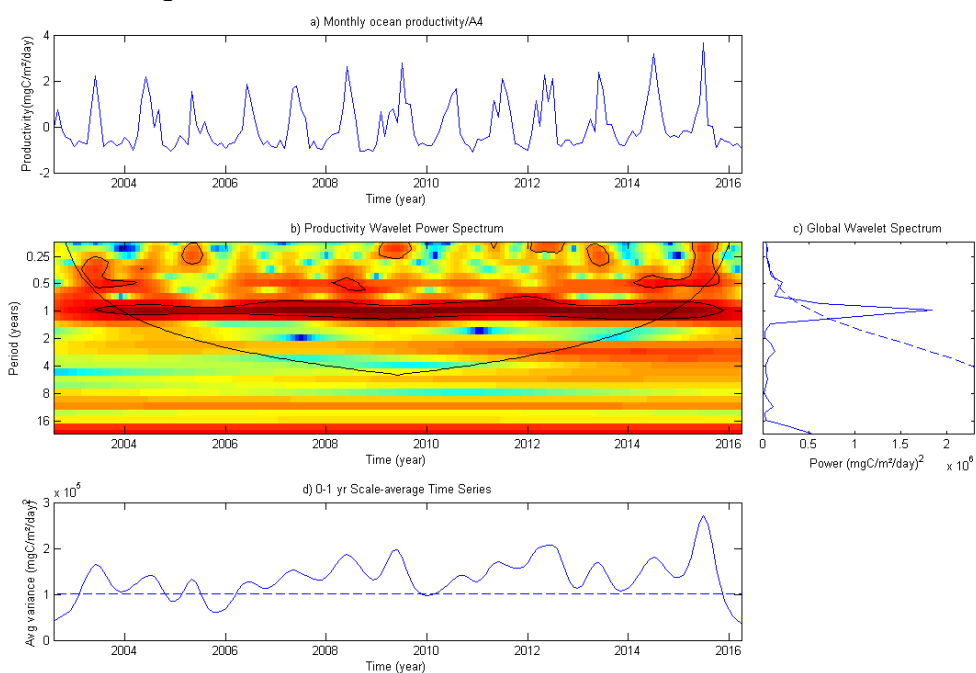 a) Monthly ocean productivity/A4
Productivity(mgC/m²/day)
4
2
0
-2
2004 2006 2008 2010 2012 2014 2016
Time (year)
b) Productivity Wavelet Power Spectrum
Period (years)
0.25
0.5
1
2
4
8
16
2004 2006 2008 2010 2012 2014 2016
Time (year)
c) Global Wavelet Spectrum
0 0.5 1 1.5 2
Power (mgC/m²/day)²
x 10⁶
d) 0-1 yr Scale-average Time Series
x 10⁵
Avg variance (mgC/m²/day)²
3
2
1
0
2004 2006 2008 2010 2012 2014 2016
Time (year)